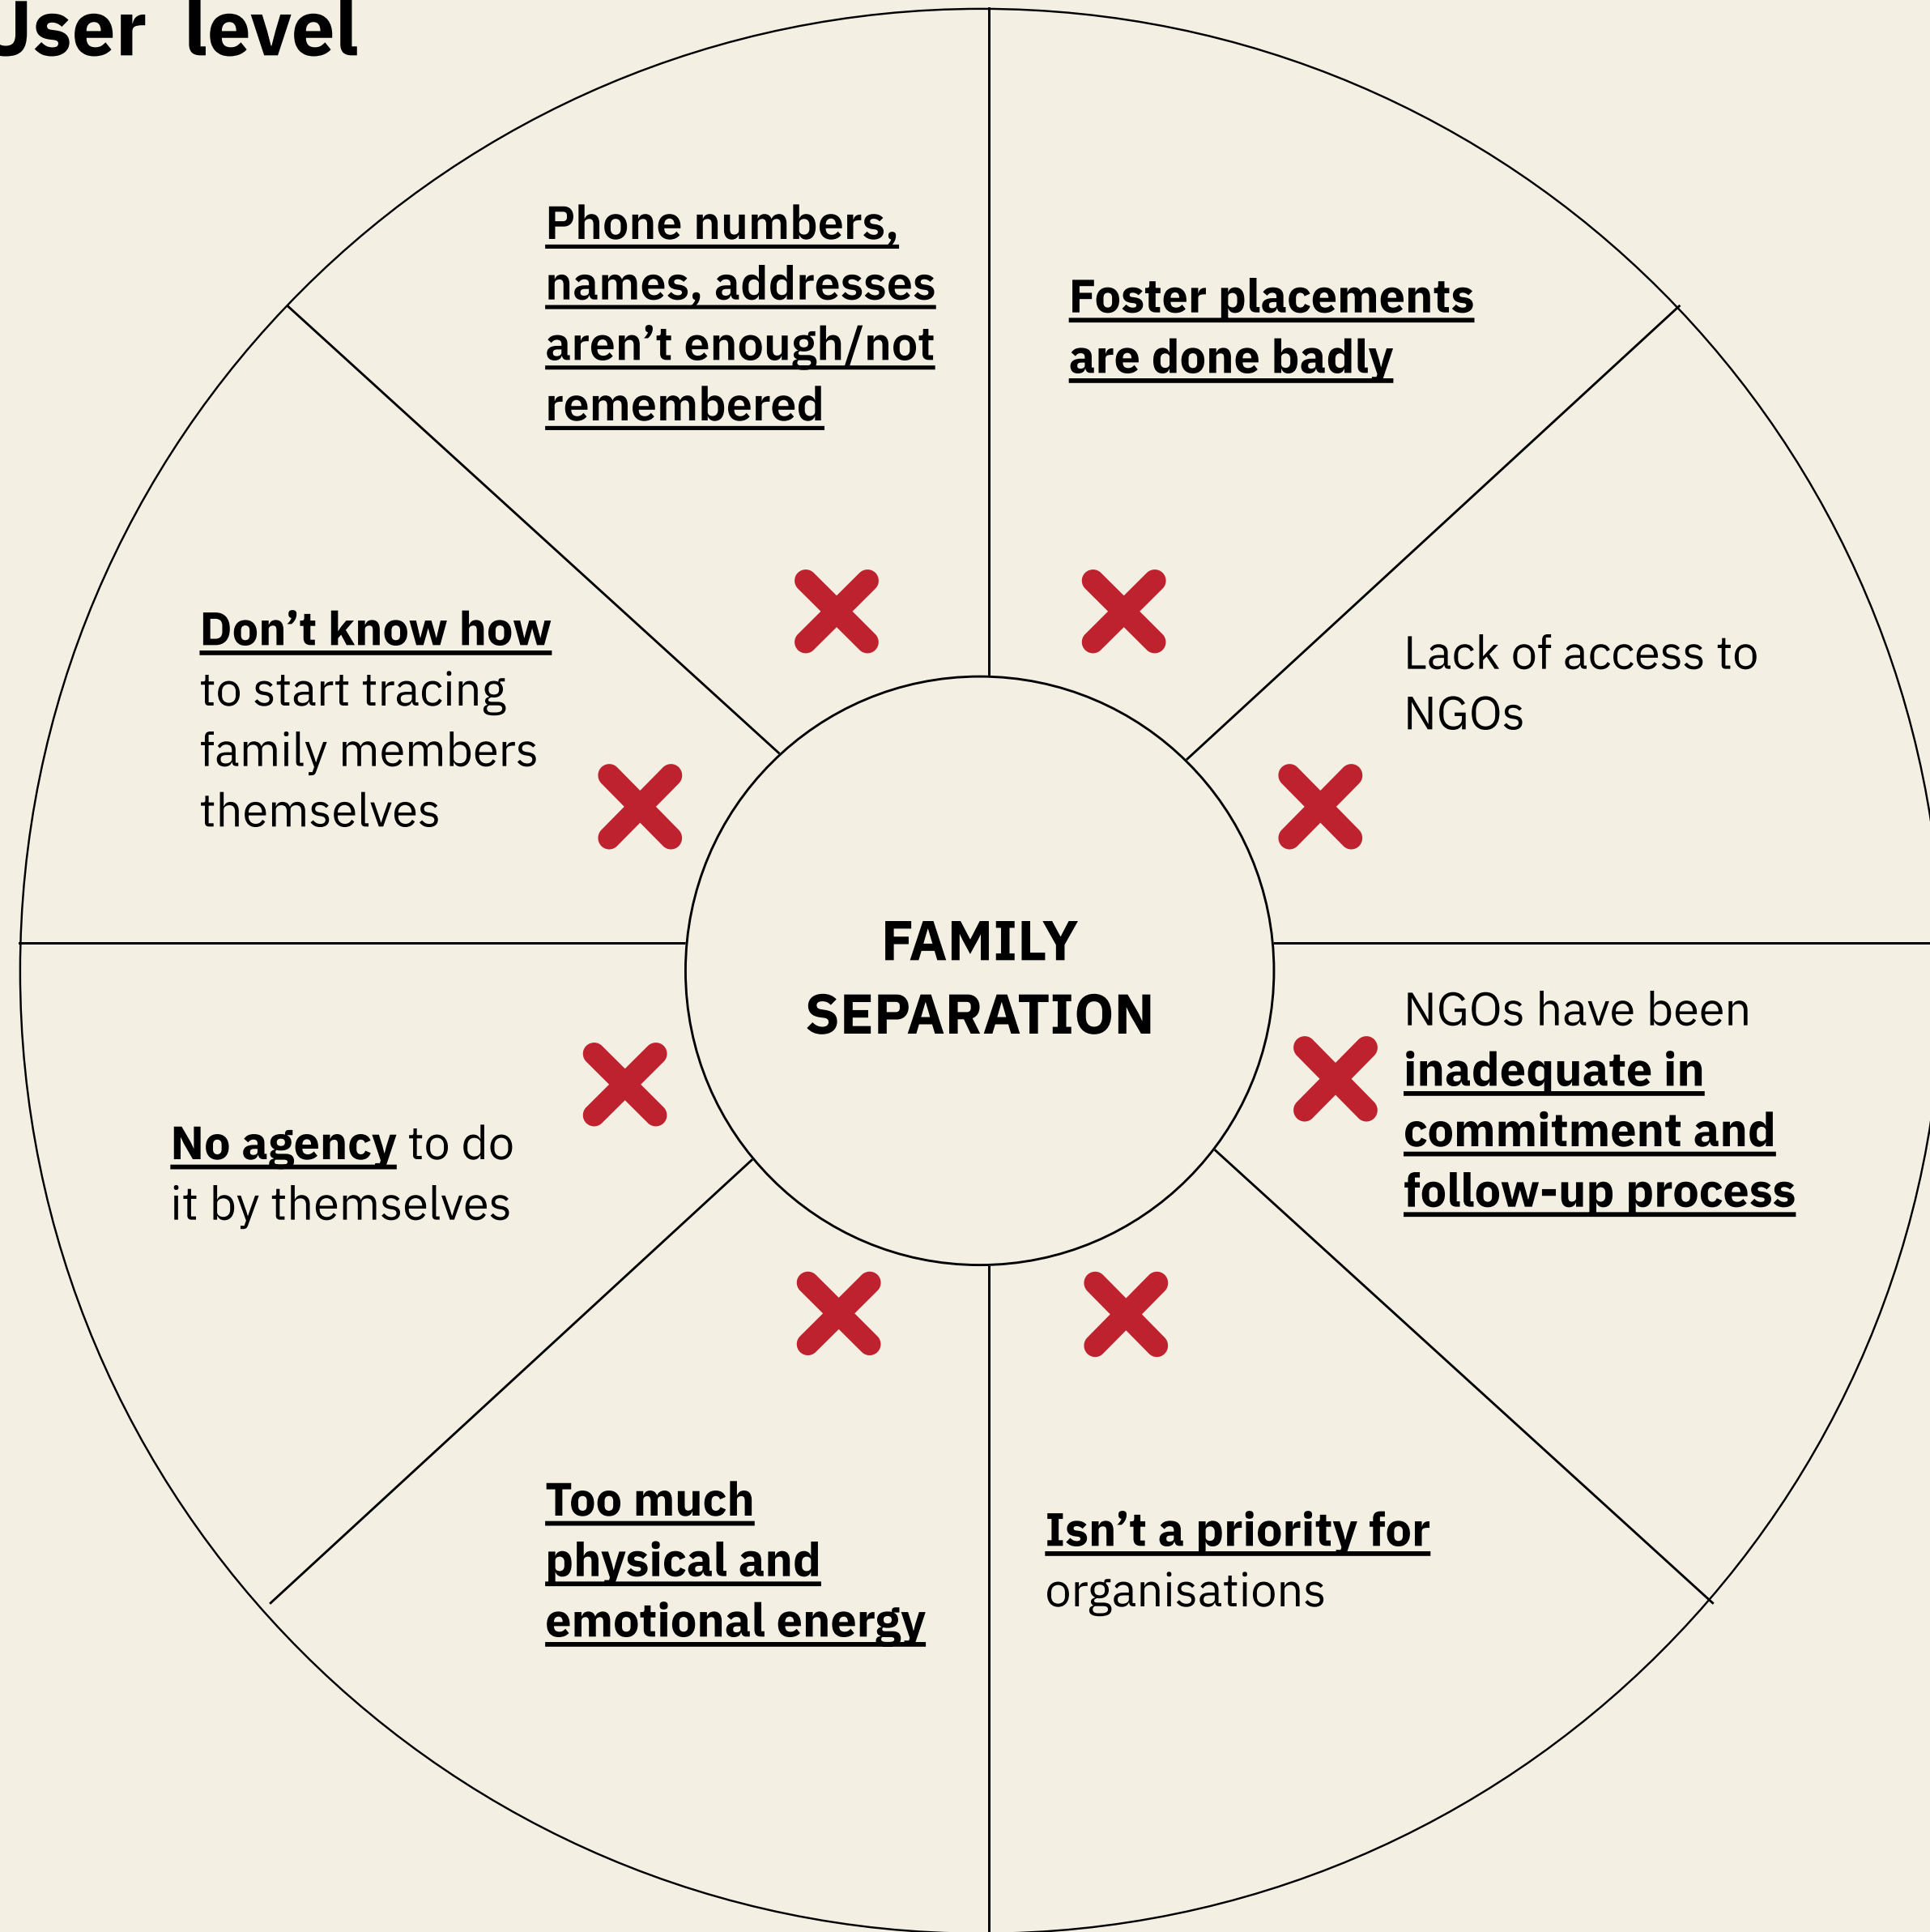 User level
Phone numbers,
names, addresses
aren’t enough/not
remembered
Foster placements
are done badly
Don’t know how
to start tracing
family members
themselves
Lack of access to
NGOs
FAMILY
SEPARATION
NGOs have been
inadequate in
commitment and
follow-up process
No agency to do
it by themselves
Too much
physical and
emotional energy
Isn’t a priority for
organisations